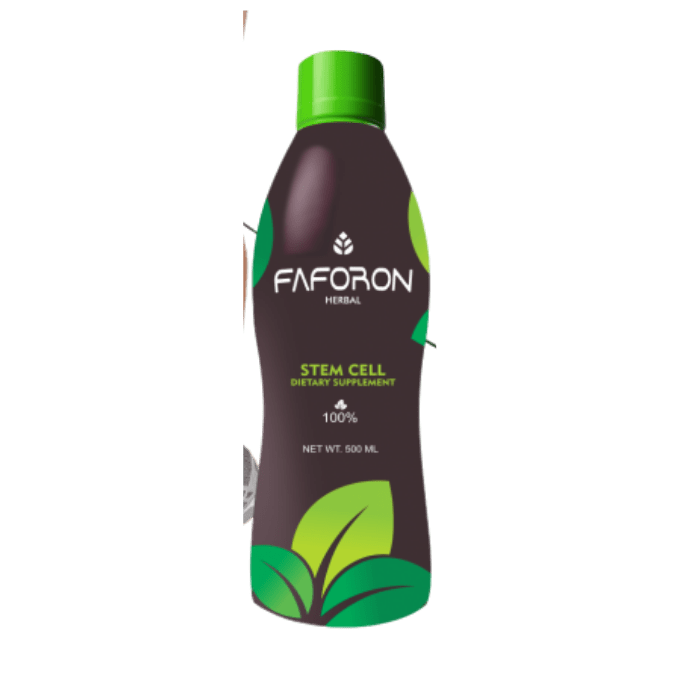 FAFORON
HERBAL
STEM CELL
DIETARY SUPPLEMENT
100%
NET WT. 500 ML